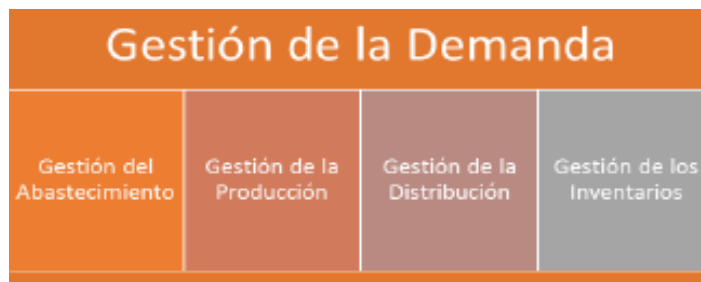 Gestión de la Demanda
Gestión del
Abastecimiento
Gestión de la
Producción
Gestión de la
Distribución
Gestión de los
Inventarios